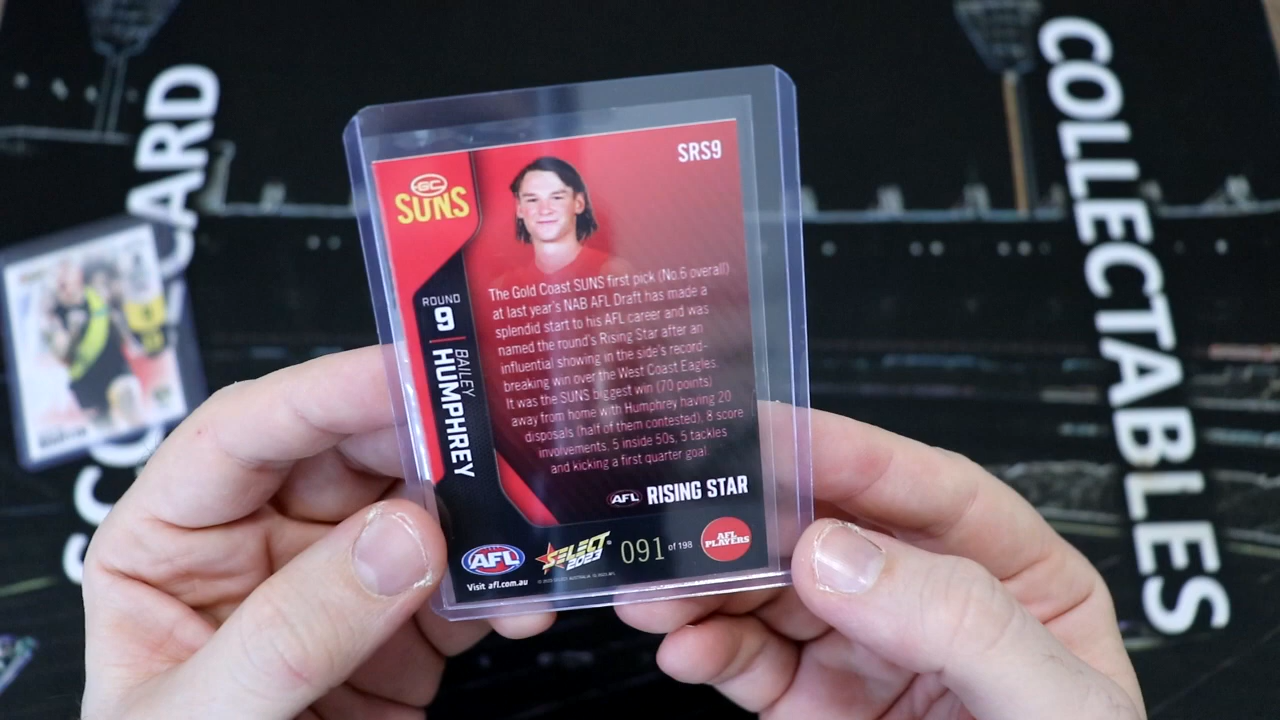 SRS9
GC
SUNS
ROUND
9
BAILEY
HUMPHREY
The Gold Coast SUNS first pick (No.6 overall)
at last year's NAB AFL Draft has made a
splendid start to his AFL career and was
named the round's Rising Star after an
influential showing in the side's record-
breaking win over the West Coast Eagles.
It was the SUNS biggest win (70 points)
away from home with Humphrey having 20
disposals (half of them contested), 8 score
involvements, 5 inside 50s, 5 tackles
and kicking a first quarter goal.
AFL RISING STAR
AFL
Visit afl.com.au
SELECT
2023
091 of 198
AFL
PLAYERS
CARD
COLLECTABLES